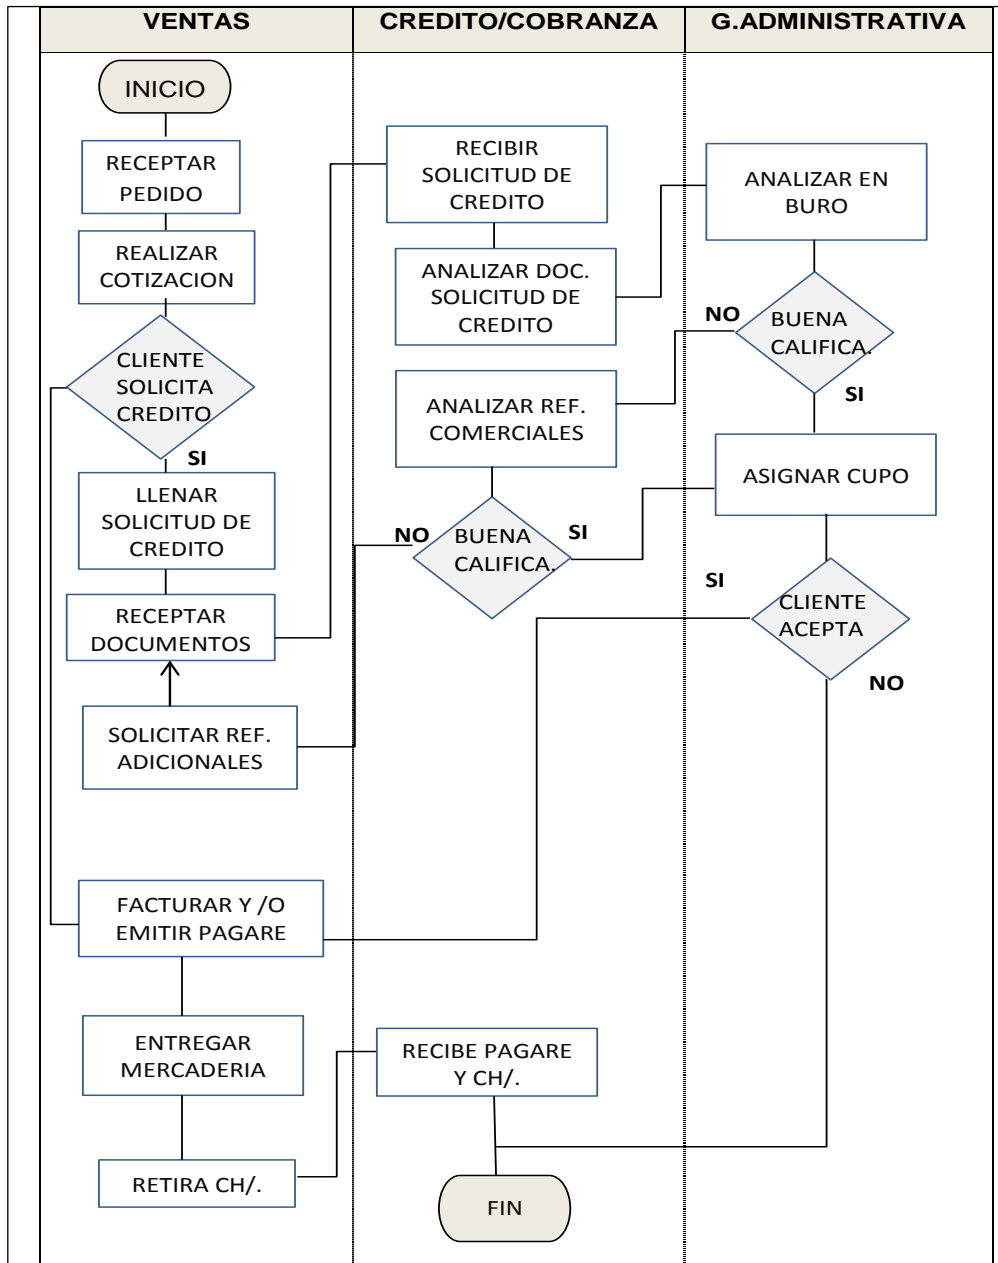 VENTAS
CREDITO/COBRANZA
G.ADMINISTRATIVA
INICIO
RECEPTAR
PEDIDO
REALIZAR
COTIZACION
CLIENTE
SOLICITA
CREDITO
SI
LLENAR
SOLICITUD DE
CREDITO
RECEPTAR
DOCUMENTOS
SOLICITAR REF.
ADICIONALES
FACTURAR Y /O
EMITIR PAGARE
ENTREGAR
MERCADERIA
RETIRA CH/.
RECIBIR
SOLICITUD DE
CREDITO
ANALIZAR DOC.
SOLICITUD DE
CREDITO
ANALIZAR REF.
COMERCIALES
NO
BUENA
CALIFICA.
SI
RECIBE PAGARE
Y CH/.
FIN
ANALIZAR EN
BURO
NO
BUENA
CALIFICA.
SI
ASIGNAR CUPO
SI
CLIENTE
ACEPTA
NO